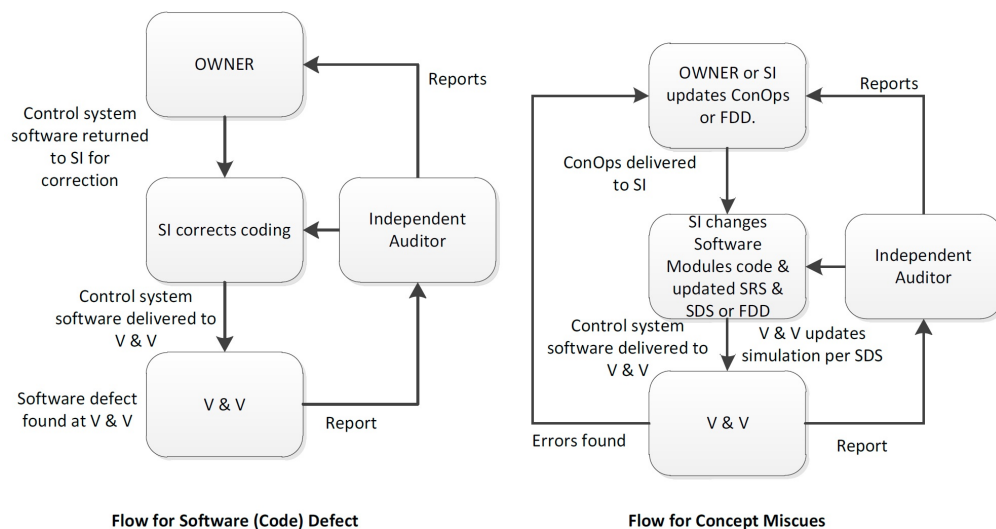 OWNER
Reports
Control system
software returned
to SI for
correction
SI corrects coding
Independent
Auditor
Control system
software delivered to
V & V
Software defect
found at V & V
V & V
Report
Flow for Software (Code) Defect
OWNER or SI
updates ConOps
or FDD.
Reports
ConOps delivered
to SI
SI changes
Software
Modules code &
updated SRS &
SDS or FDD
Independent
Auditor
Control system
software delivered to
V & V
V & V updates
simulation per SDS
Errors found
V & V
Report
Flow for Concept Miscues